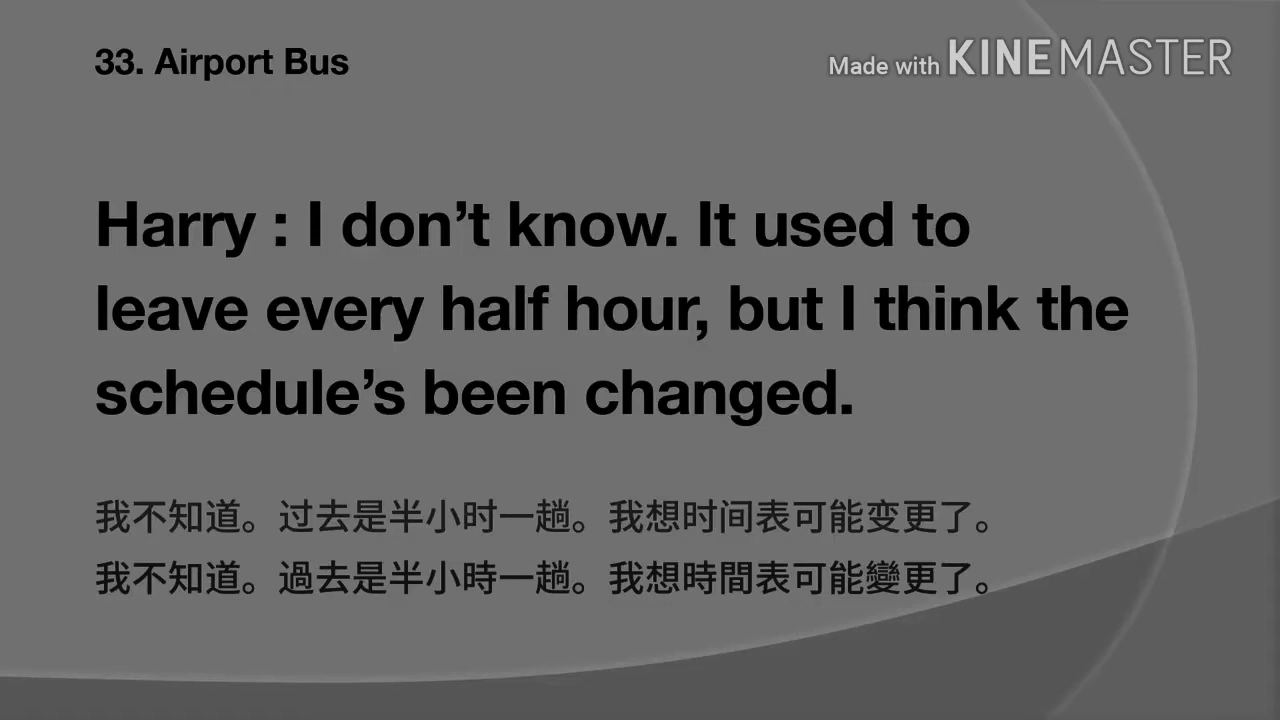 33. Airport Bus
Made with KINEMASTER
Harry : I don’t know. It used to
leave every half hour, but I think the
schedule’s been changed.
我不知道。过去是半小时一趟。我想时间表可能变更了。
我不知道。過去是半小時一趟。我想時間表可能變更了。